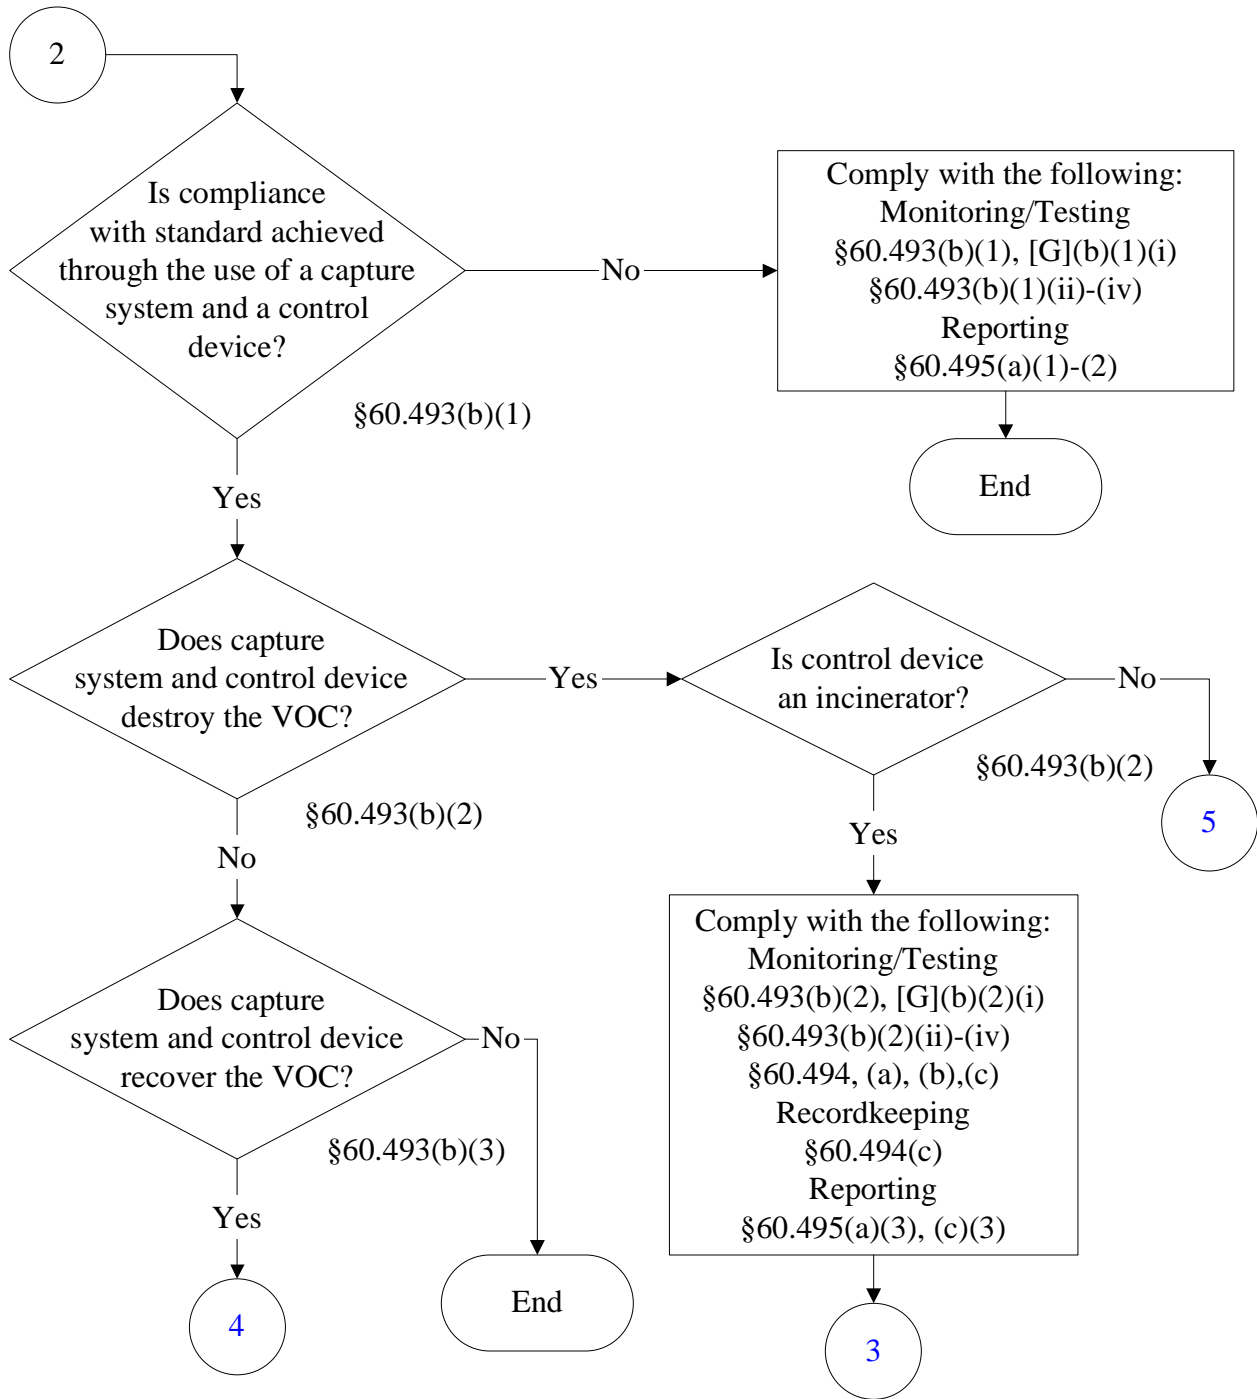 2
Is compliance
with standard achieved
through the use of a capture
system and a control
device?
§60.493(b)(1)
No
Comply with the following:
Monitoring/Testing
§60.493(b)(1), [G](b)(1)(i)
§60.493(b)(1)(ii)-(iv)
Reporting
§60.495(a)(1)-(2)
End
Yes
Does capture
system and control device
destroy the VOC?
§60.493(b)(2)
Yes
Is control device
an incinerator?
§60.493(b)(2)
No
5
Yes
No
Comply with the following:
Monitoring/Testing
§60.493(b)(2), [G](b)(2)(i)
§60.493(b)(2)(ii)-(iv)
§60.494, (a), (b),(c)
Recordkeeping
§60.494(c)
Reporting
§60.495(a)(3), (c)(3)
3
Does capture
system and control device
recover the VOC?
§60.493(b)(3)
No
End
Yes
4